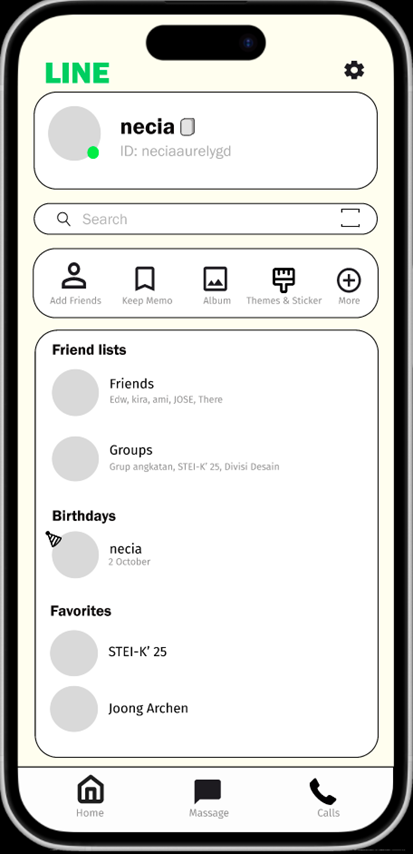 LINE
necia
ID: neciaaurelygd
Search
Add Friends
Keep Memo
Album
Themes & Sticker
More
Friend lists
Friends
Edw, kira, ami, JOSE, There
Groups
Grup angkatan, STEI-K' 25, Divisi Desain
Birthdays
necia
2 October
Favorites
STEI-K' 25
Joong Archen
Home
Massage
Calls